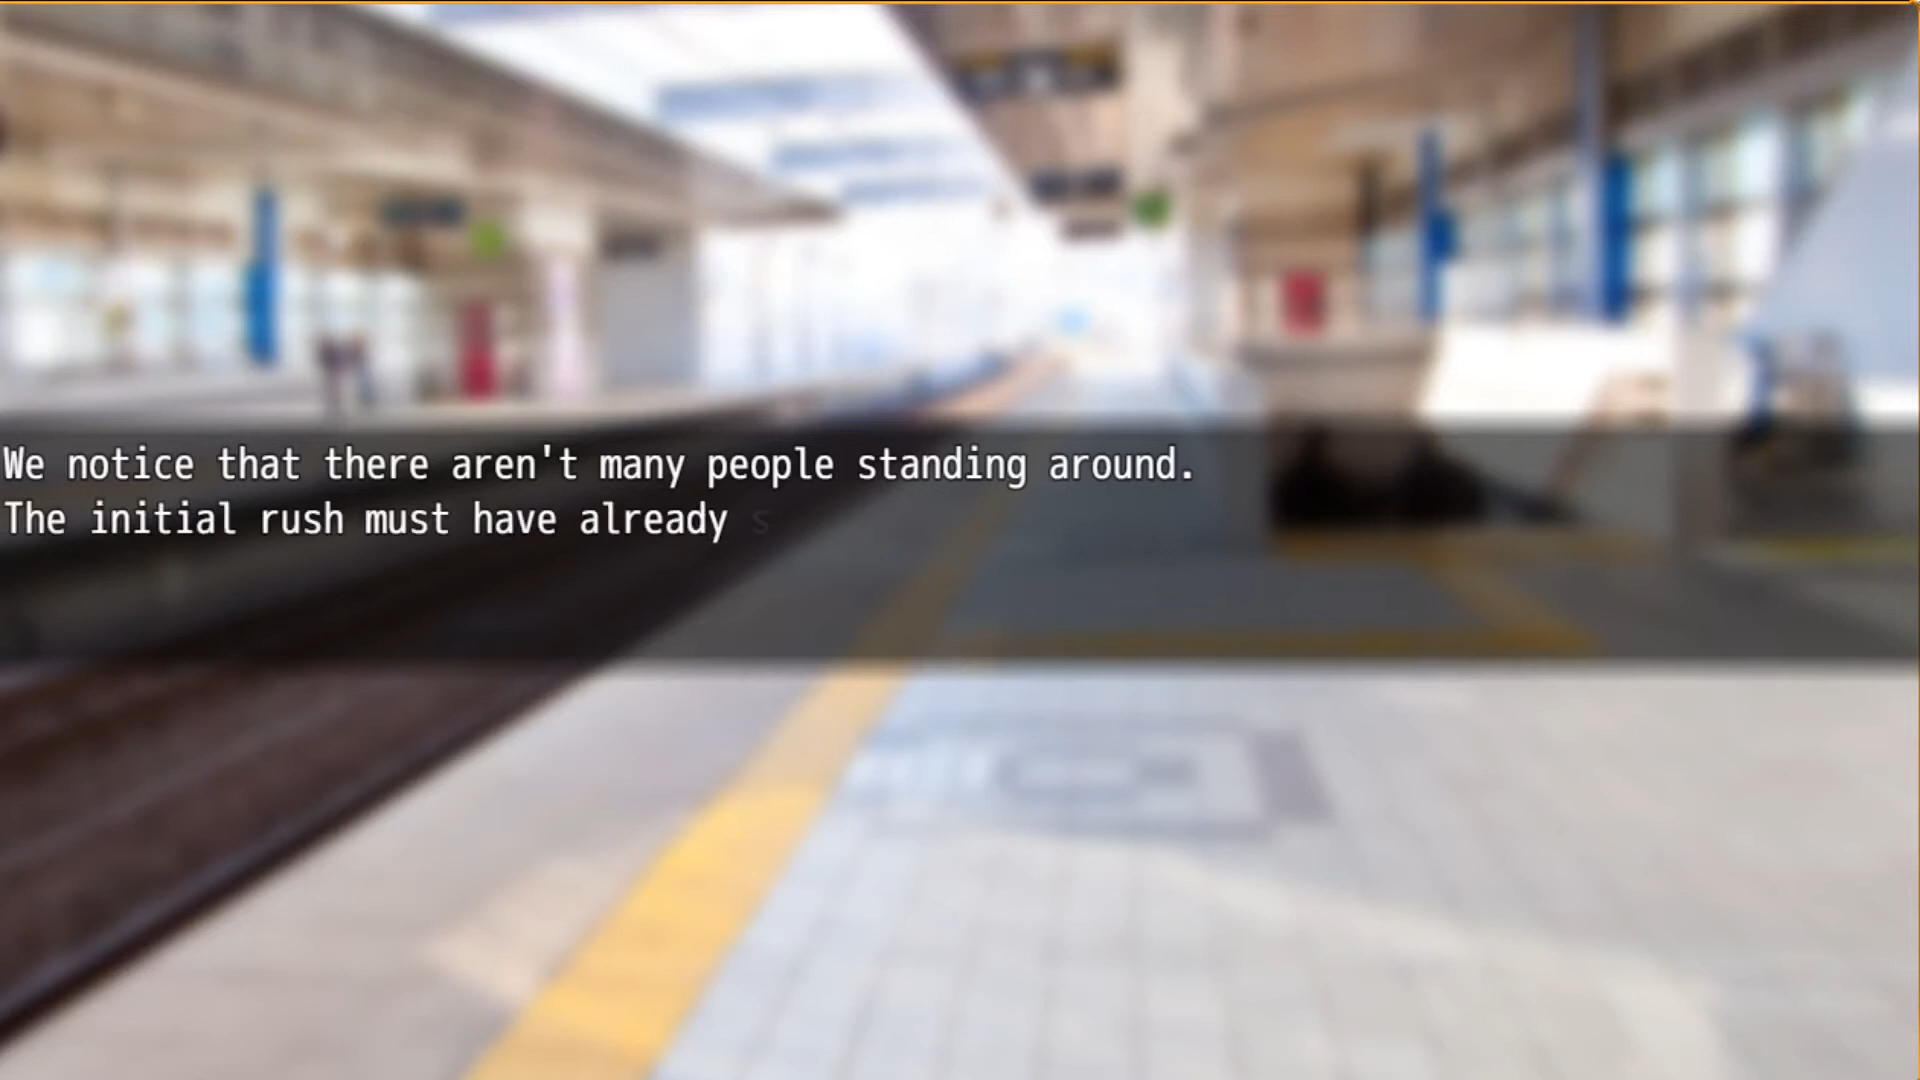 We notice that there aren't many people standing around.
The initial rush must have already s